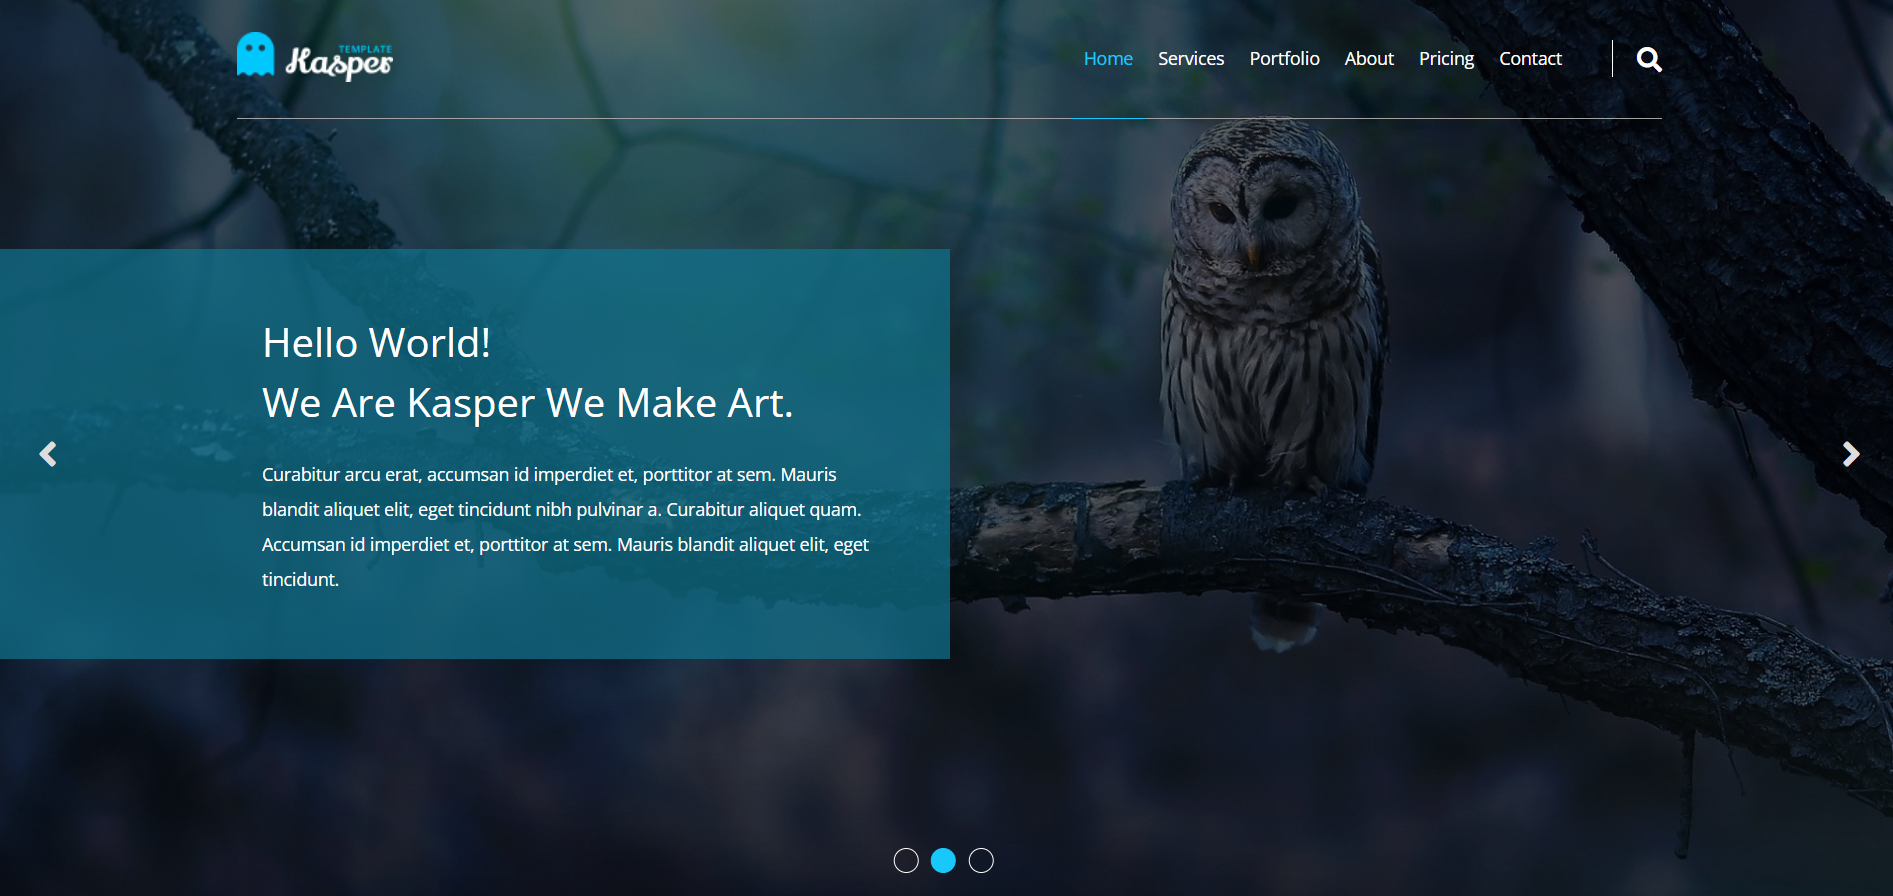 TEMPLATE
Kasper
Home Services Portfolio About Pricing Contact
Hello World!
We Are Kasper We Make Art.
Curabitur arcu erat, accumsan id imperdiet et, porttitor at sem. Mauris
blandit aliquet elit, eget tincidunt nibh pulvinar a. Curabitur aliquet quam.
Accumsan id imperdiet et, porttitor at sem. Mauris blandit aliquet elit, eget
tincidunt.